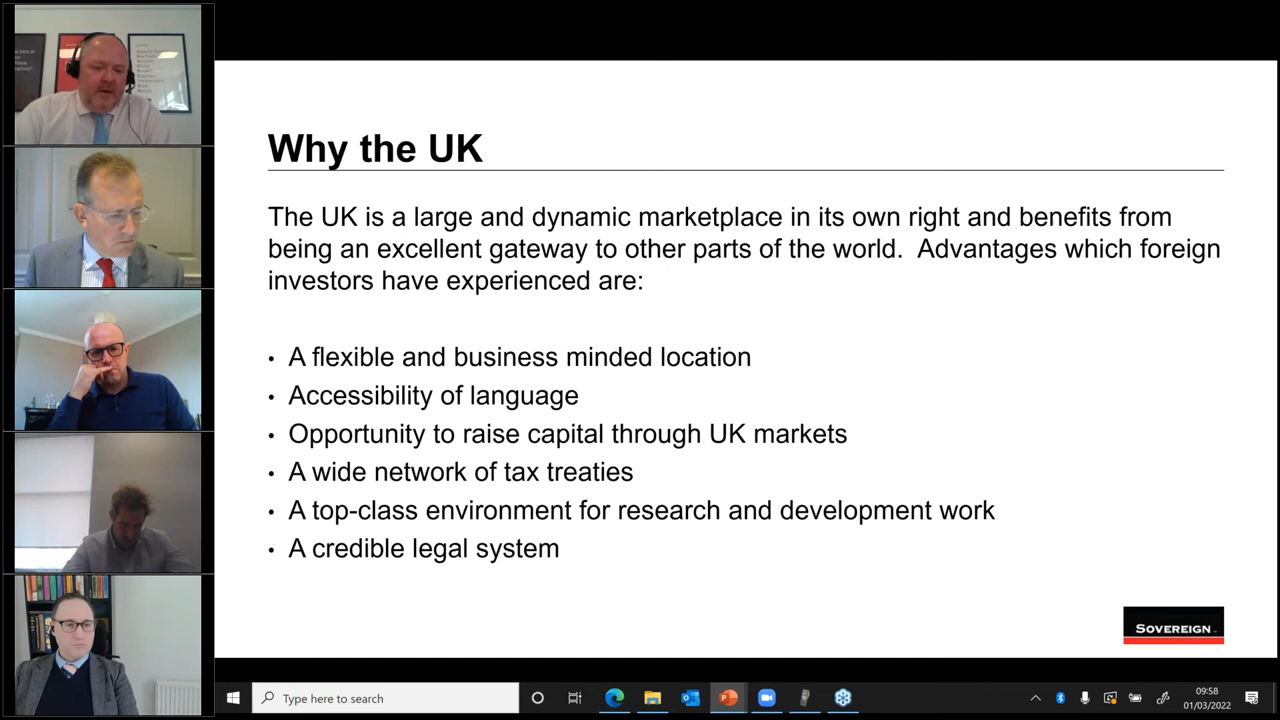 Why the UK
The UK is a large and dynamic marketplace in its own right and benefits from
being an excellent gateway to other parts of the world. Advantages which foreign
investors have experienced are:
• A flexible and business minded location
• Accessibility of language
• Opportunity to raise capital through UK markets
• A wide network of tax treaties
• A top-class environment for research and development work
• A credible legal system
SOVEREIGN
Type here to search
09:58
01/03/2022